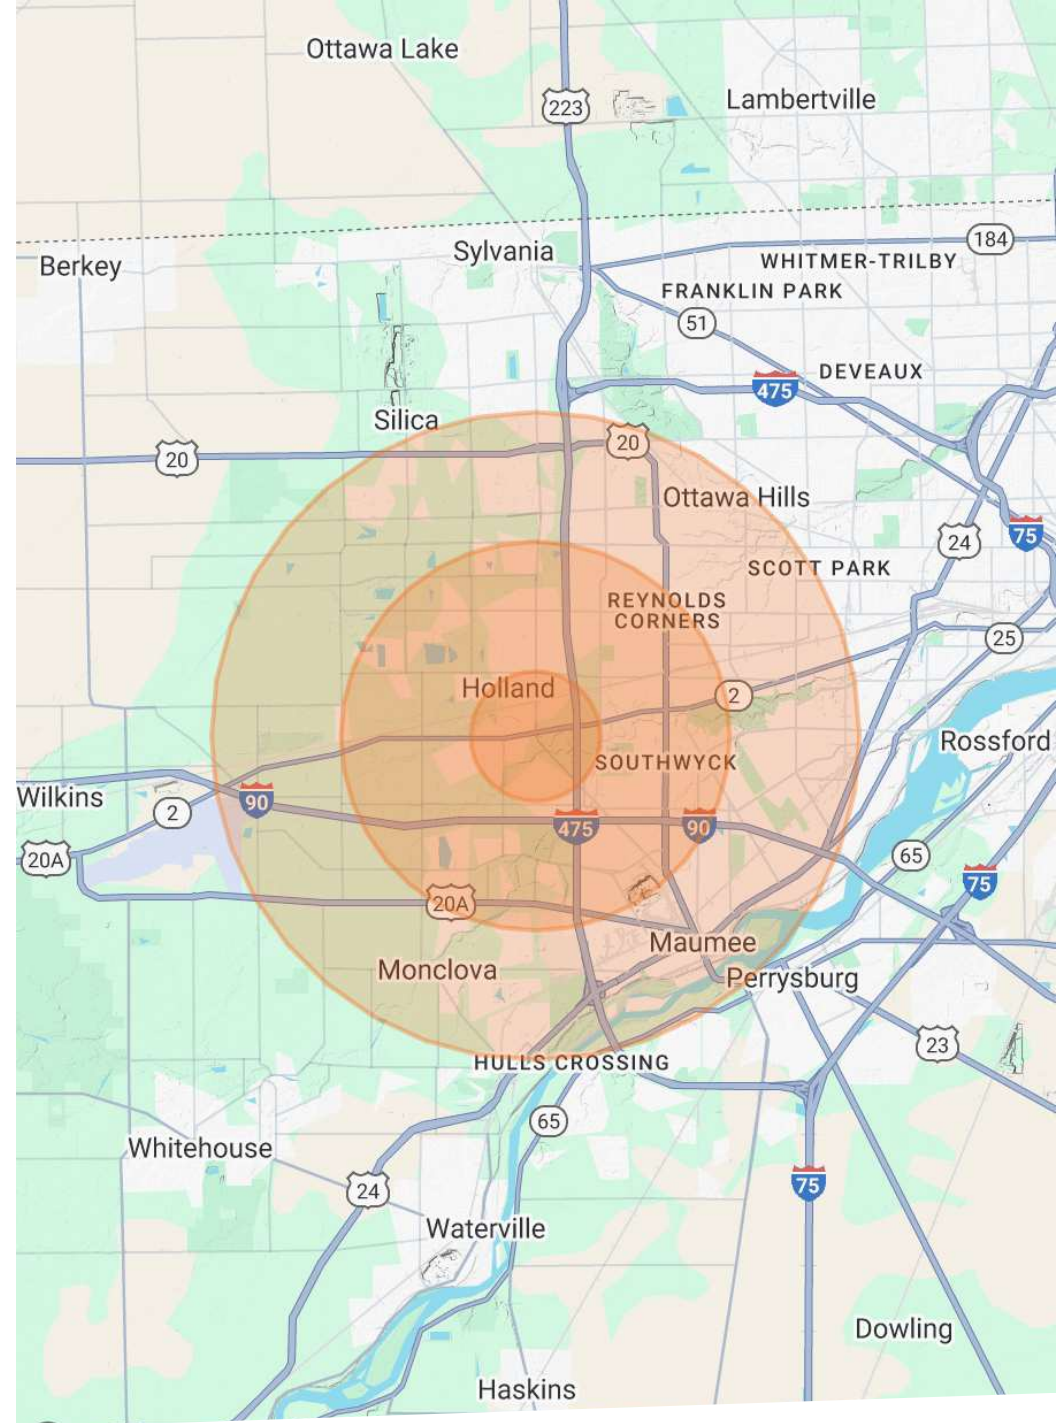 Ottawa Lake
223
Lambertville
184
Sylvania
Berkey
WHITMER-TRILBY
FRANKLIN PARK
51
DEVEAUX
475
Silica
20
20
Ottawa Hills
75
24
SCOTT PARK
REYNOLDS
CORNERS
25
Holland
2
Rossford
SOUTHWYCK
Wilkins
90
2
475
90
20A
65
75
20A
Maumee
Monclova
Perrysburg
23
HULLS CROSSING
65
Whitehouse
24
75
Waterville
Dowling
Haskins